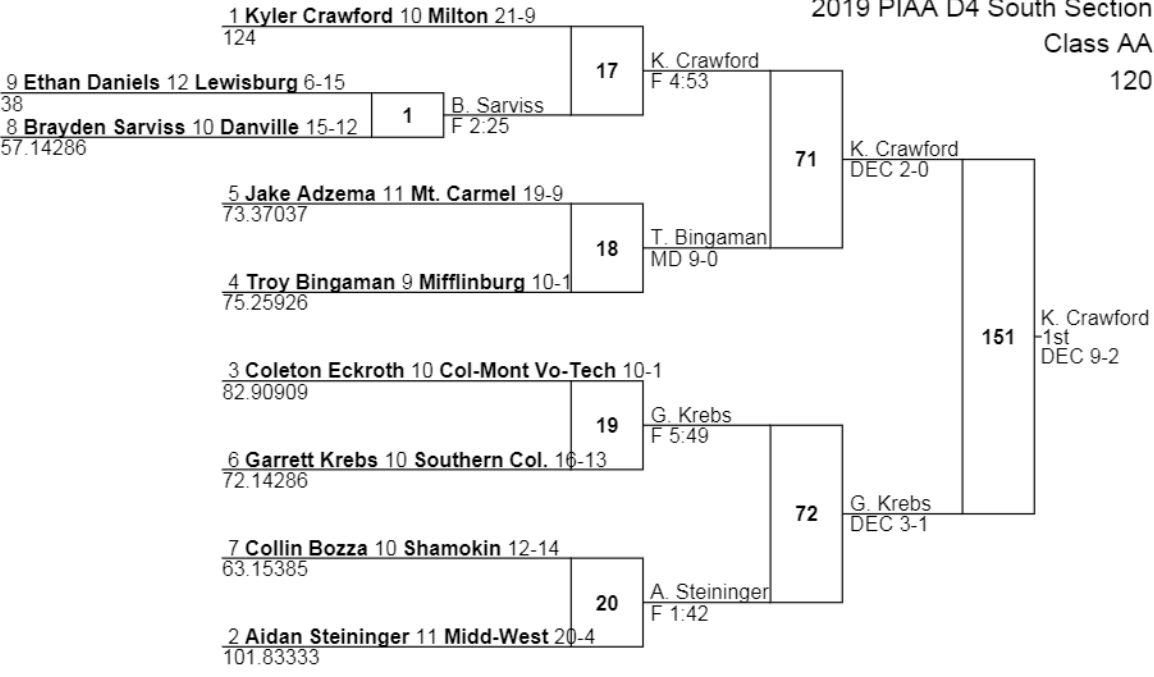 2019 PIAA D4 South Section
Class AA
120
1 Kyler Crawford 10 Milton 21-9
124
17
K. Crawford
F 4:53
9 Ethan Daniels 12 Lewisburg 6-15
38
1
B. Sarviss
F 2:25
8 Brayden Sarviss 10 Danville 15-12
57.14286
71
K. Crawford
DEC 2-0
5 Jake Adzema 11 Mt. Carmel 19-9
73.37037
18
T. Bingaman
MD 9-0
4 Troy Bingaman 9 Mifflinburg 10-1
75.25926
151
K. Crawford
1st
DEC 9-2
3 Coleton Eckroth 10 Col-Mont Vo-Tech 10-1
82.90909
19
G. Krebs
F 5:49
6 Garrett Krebs 10 Southern Col. 16-13
72.14286
72
G. Krebs
DEC 3-1
7 Collin Bozza 10 Shamokin 12-14
63.15385
20
A. Steininger
F 1:42
2 Aidan Steininger 11 Midd-West 20-4
101.83333